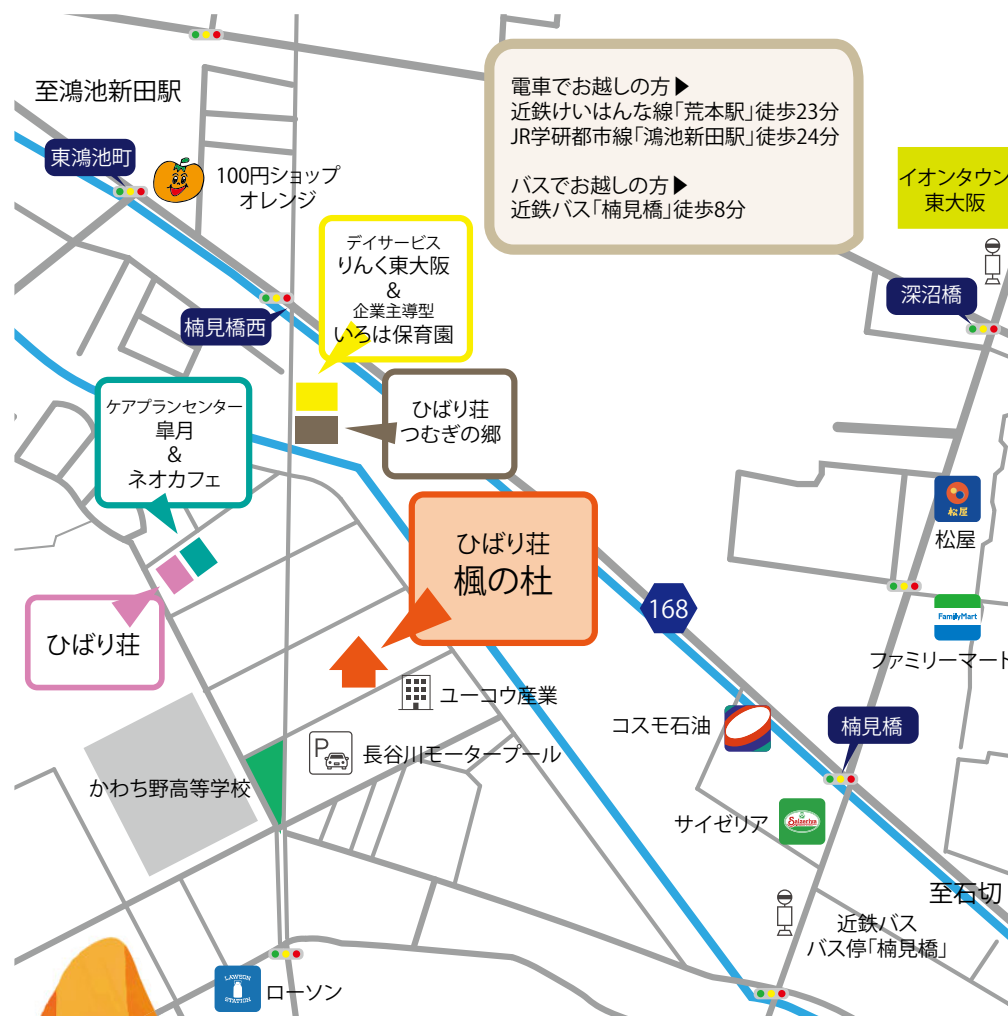 電車でお越しの方▶
近鉄けいはんな線「荒本駅」徒歩23分
JR学研都市線「鴻池新田駅」徒歩24分
バスでお越しの方▶
近鉄バス「楠見橋」徒歩8分
至鴻池新田駅
東鴻池町
100円ショップ
オレンジ
イオンタウン
東大阪
深沼橋
楠見橋西
デイサービス
りんく東大阪
&
企業主導型
いろは保育園
ケアプランセンター
皐月
&
ネオカフェ
ひばり荘
つむぎの郷
ひばり荘
楓の杜
松屋
松屋
FamilyMart
ファミリーマート
168
ひばり荘
ユーコウ産業
コスモ石油
楠見橋
P
長谷川モータープール
かわち野高等学校
サイゼリア
Saizeriya
至石切
近鉄バス
バス停「楠見橋」
LAWSON
STATION
ローソン